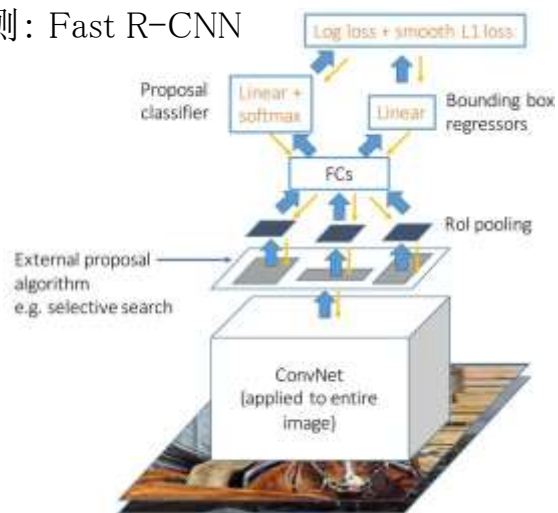 测: Fast R-CNN
Log loss + smooth L1 loss
Proposal
classifier
Linear +
softmax
Linear
Bounding box
regressors
FCs
RoI pooling
External proposal
algorithm
e.g. selective search
ConvNet
(applied to entire
image)